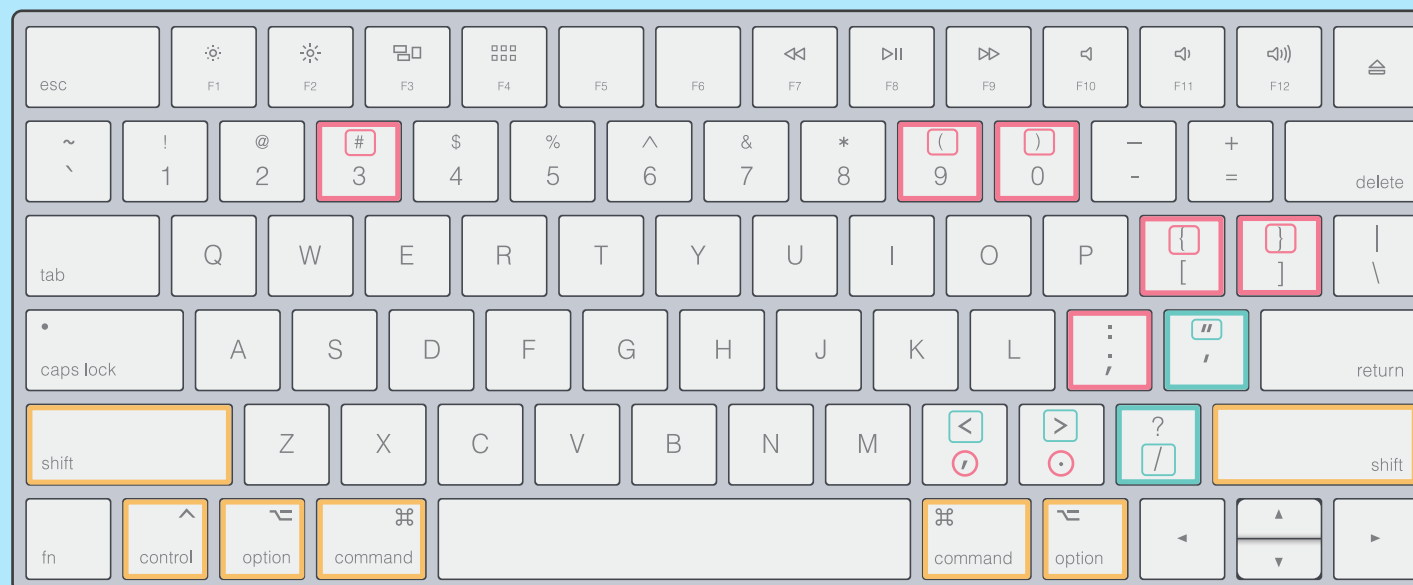 esc F1 F2 F3 F4 F5 F6 F7 F8 F9 F10 F11 F12
~ ! @ # $ % ^ & * ( ) — +
` 1 2 3 4 5 6 7 8 9 0 - = delete
tab Q W E R T Y U I O P { } |
[ ] \
caps lock A S D F G H J K L : " return
; '
shift Z X C V B N M < > ? shift
, . /
^ ⌥ ⌘ ⌘ ⌥
fn control option command command option